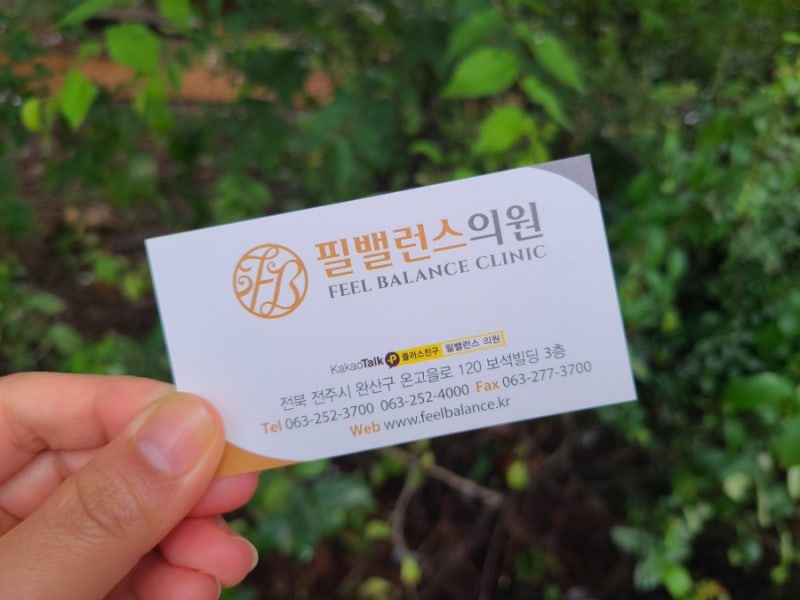 FB
필밸런스의원
FEEL BALANCE CLINIC
KakaoTalk P 플러스친구 필밸런스 의원
전북 전주시 완산구 온고을로 120 보석빌딩 3층
Tel 063-252-3700 063-252-4000 Fax 063-277-3700
Web www.feelbalance.kr